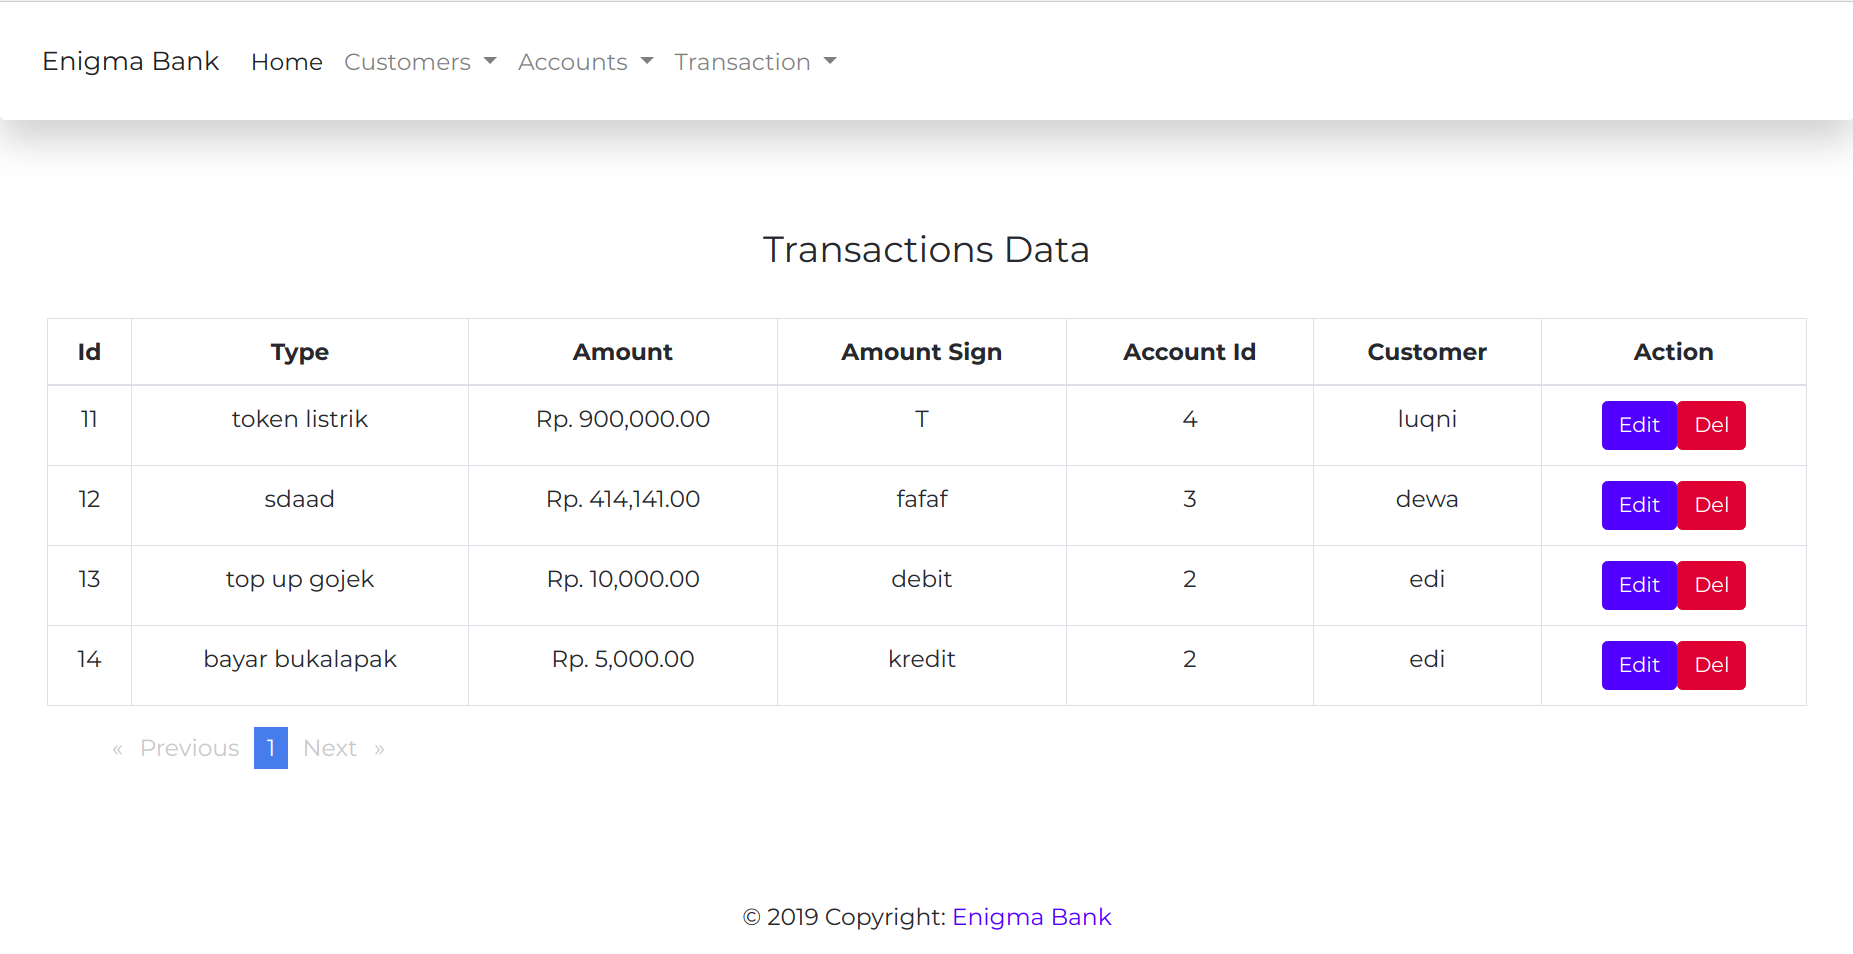 Enigma Bank Home Customers Accounts Transaction
Transactions Data
Id Type Amount Amount Sign Account Id Customer Action
11 token listrik Rp. 900,000.00 T 4 luqni Edit Del
12 sdaad Rp. 414,141.00 fafaf 3 dewa Edit Del
13 top up gojek Rp. 10,000.00 debit 2 edi Edit Del
14 bayar bukalapak Rp. 5,000.00 kredit 2 edi Edit Del
« Previous 1 Next »
© 2019 Copyright: Enigma Bank